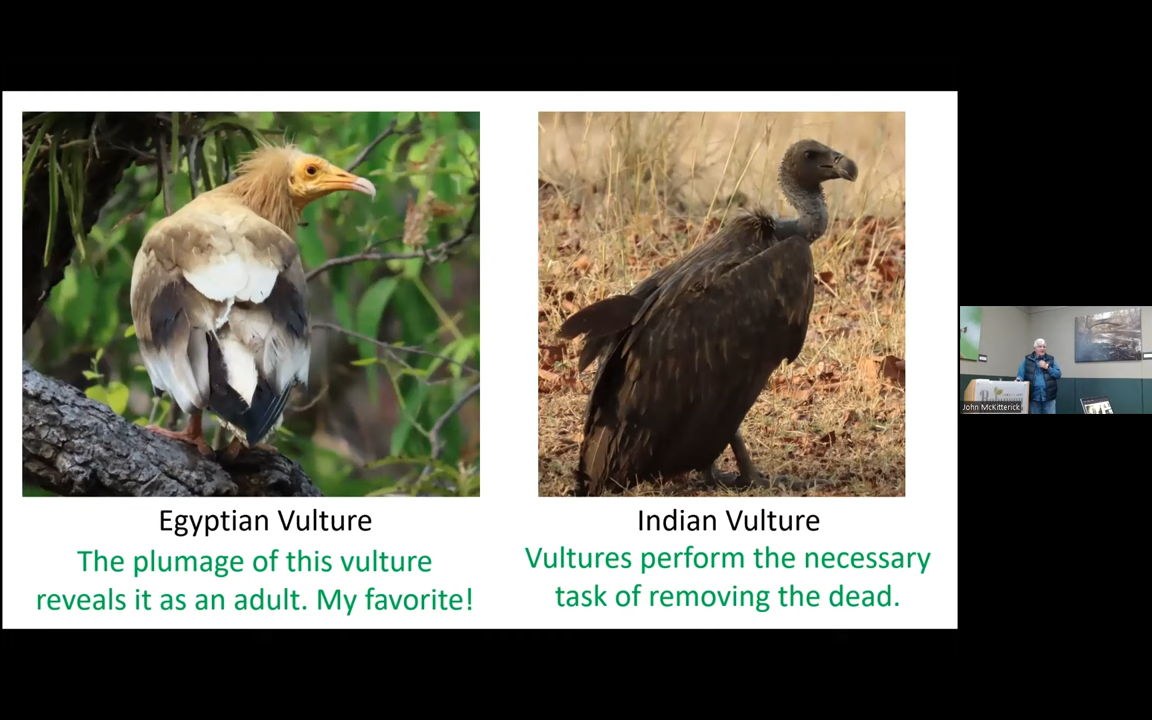 Egyptian Vulture
The plumage of this vulture
reveals it as an adult. My favorite!
Indian Vulture
Vultures perform the necessary
task of removing the dead.
John McKitterick